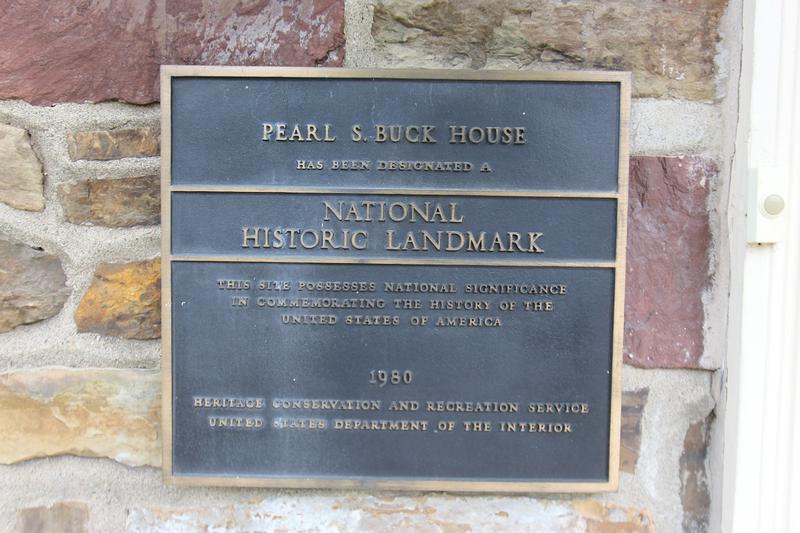 PEARL S. BUCK HOUSE
HAS BEEN DESIGNATED A
NATIONAL
HISTORIC LANDMARK
THIS SITE POSSESSES NATIONAL SIGNIFICANCE
IN COMMEMORATING THE HISTORY OF THE
UNITED STATES OF AMERICA
1980
HERITAGE CONSERVATION AND RECREATION SERVICE
UNITED STATES DEPARTMENT OF THE INTERIOR